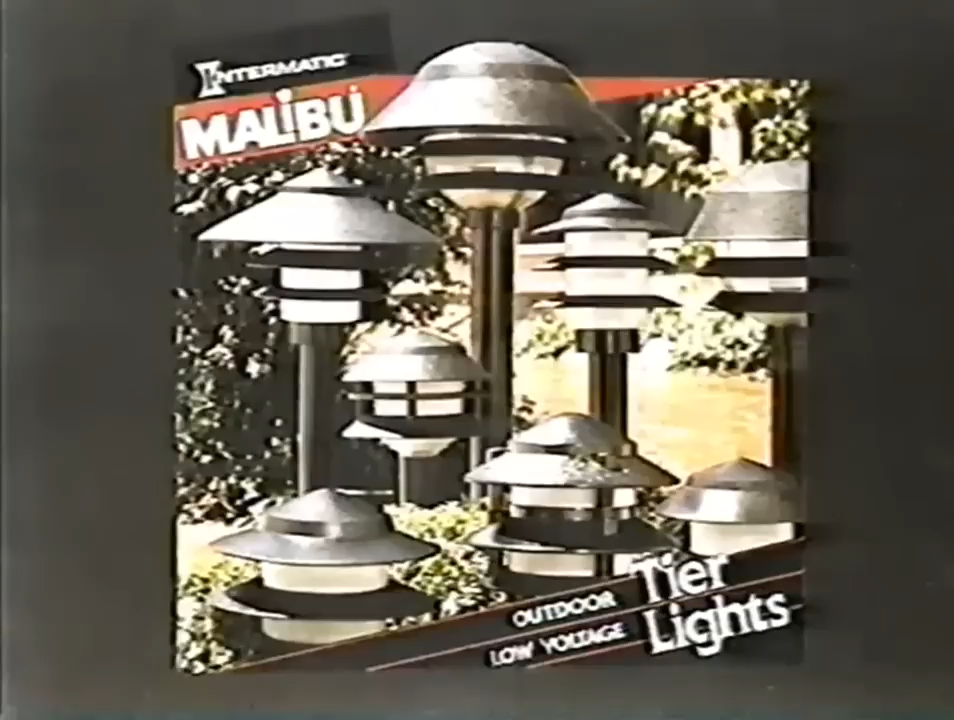 INTERMATIC
MALIBU
OUTDOOR
LOW VOLTAGE
Tier
Lights